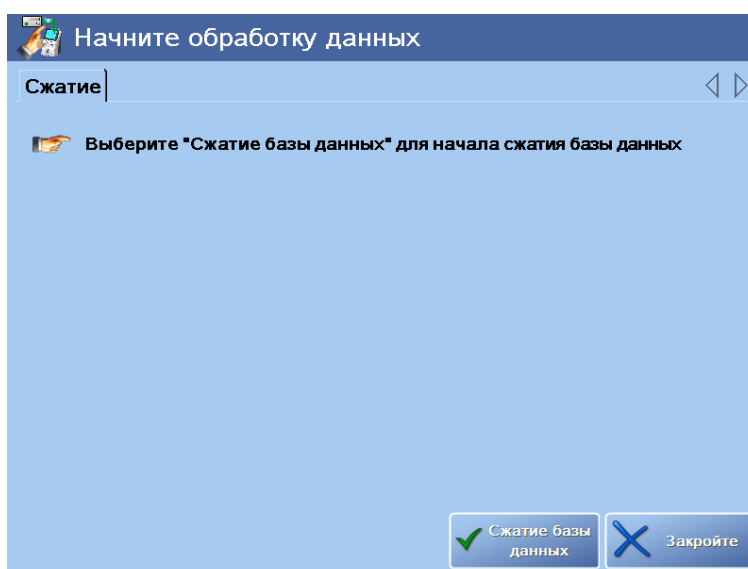 Начните обработку данных
Сжатие
Выберите "Сжатие базы данных" для начала сжатия базы данных
Сжатие базы
данных
Закройте